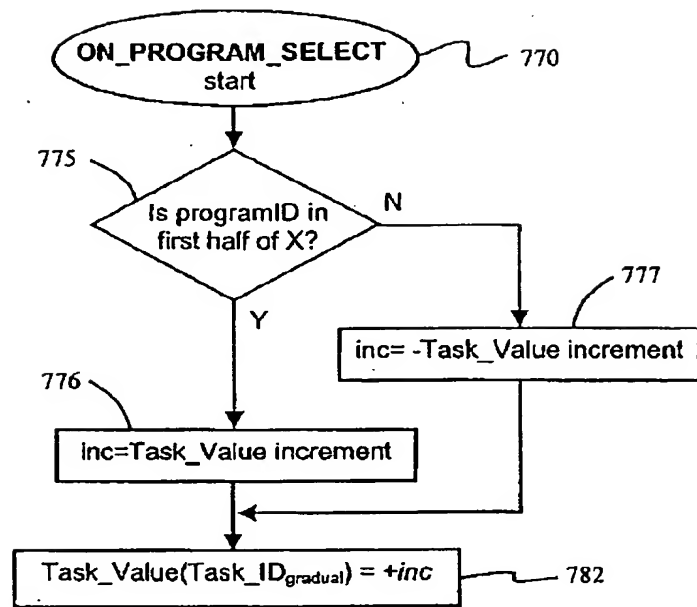 ON_PROGRAM_SELECT
start
770
775
Is programID in
first half of X?
N
Y
777
inc= -Task_Value increment
776
inc=Task_Value increment
Task_Value(Task_ID_gradual) = +inc
782